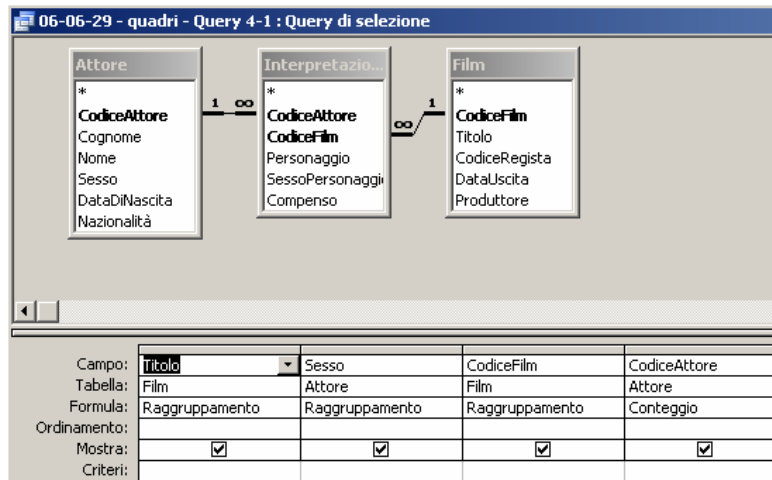 06-06-29 - quadri - Query 4-1 : Query di selezione
Attore
*
CodiceAttore
Cognome
Nome
Sesso
DataDiNascita
Nazionalità
1 ∞
Interpretazio...
*
CodiceAttore
CodiceFilm
Personaggio
SessoPersonaggi
Compenso
∞ 1
Film
*
CodiceFilm
Titolo
CodiceRegista
DataUscita
Produttore
Campo: Titolo Sesso CodiceFilm CodiceAttore
Tabella: Film Attore Film Attore
Formula: Raggruppamento Raggruppamento Raggruppamento Conteggio
Ordinamento:
Mostra:
Criteri: